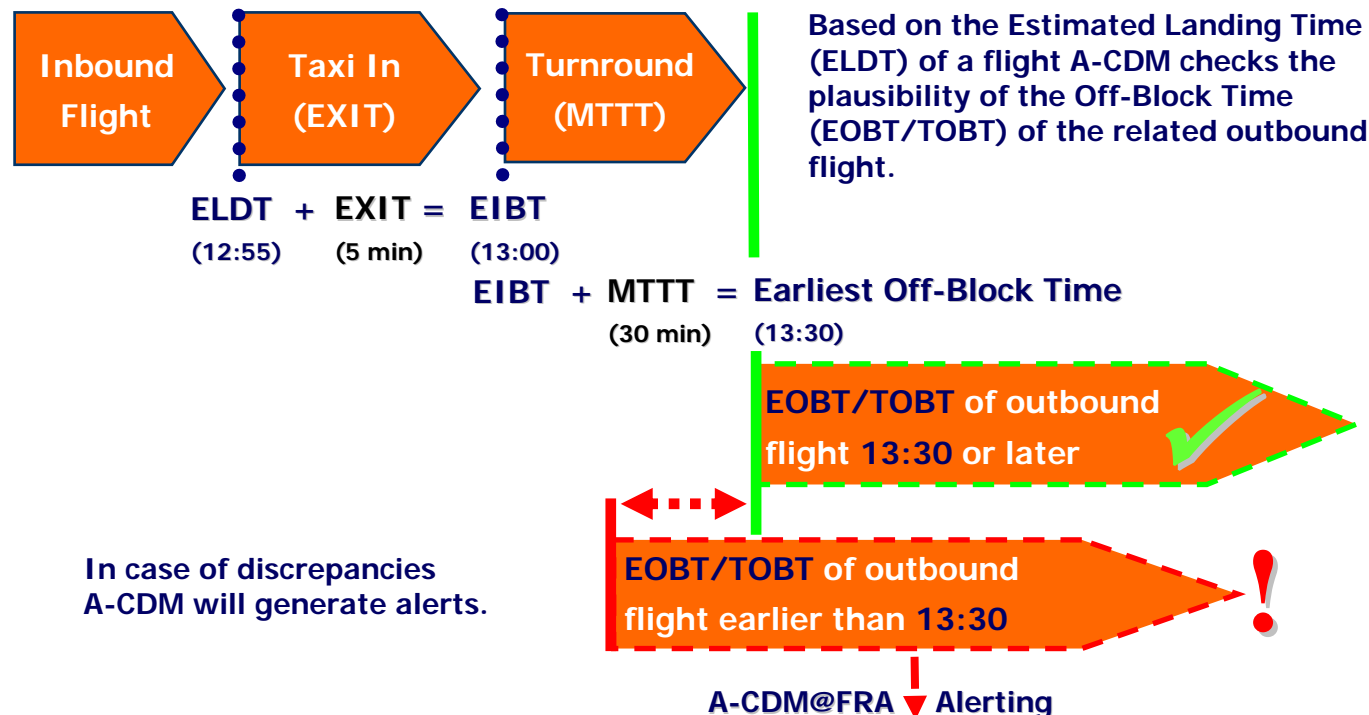 Inbound
Flight
Taxi In
(EXIT)
Turnround
(MTTT)
Based on the Estimated Landing Time
(ELDT) of a flight A-CDM checks the
plausibility of the Off-Block Time
(EOBT/TOBT) of the related outbound
flight.
ELDT + EXIT = EIBT
(12:55) (5 min) (13:00)
EIBT + MTTT = Earliest Off-Block Time
(30 min) (13:30)
EOBT/TOBT of outbound
flight 13:30 or later
In case of discrepancies
A-CDM will generate alerts.
EOBT/TOBT of outbound
flight earlier than 13:30
!
A-CDM@FRA Alerting